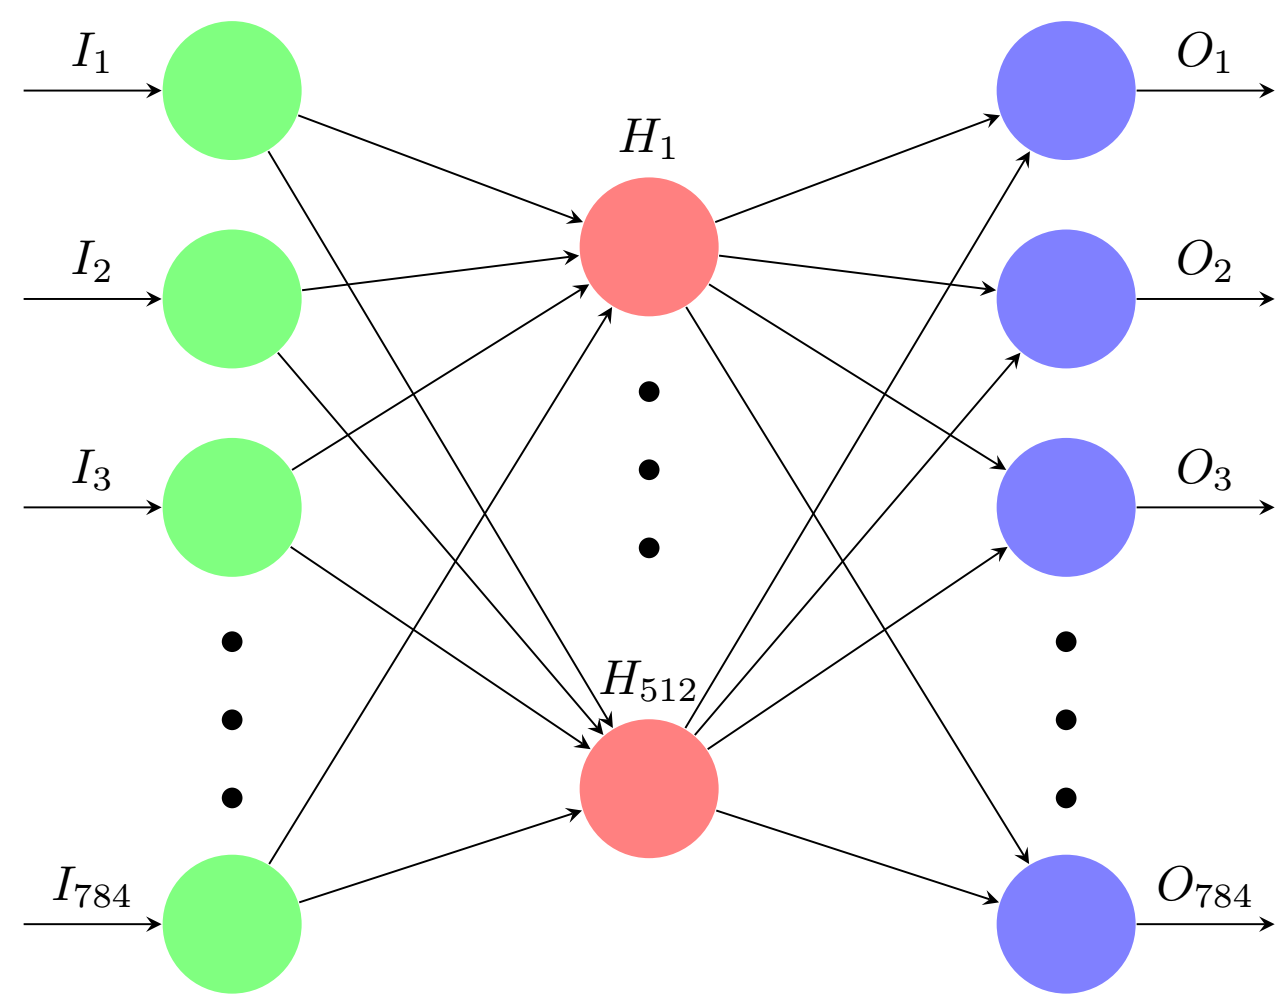 I₁
O₁
H₁
I₂
O₂
I₃
O₃
H₅₁₂
I₇₈₄
O₇₈₄